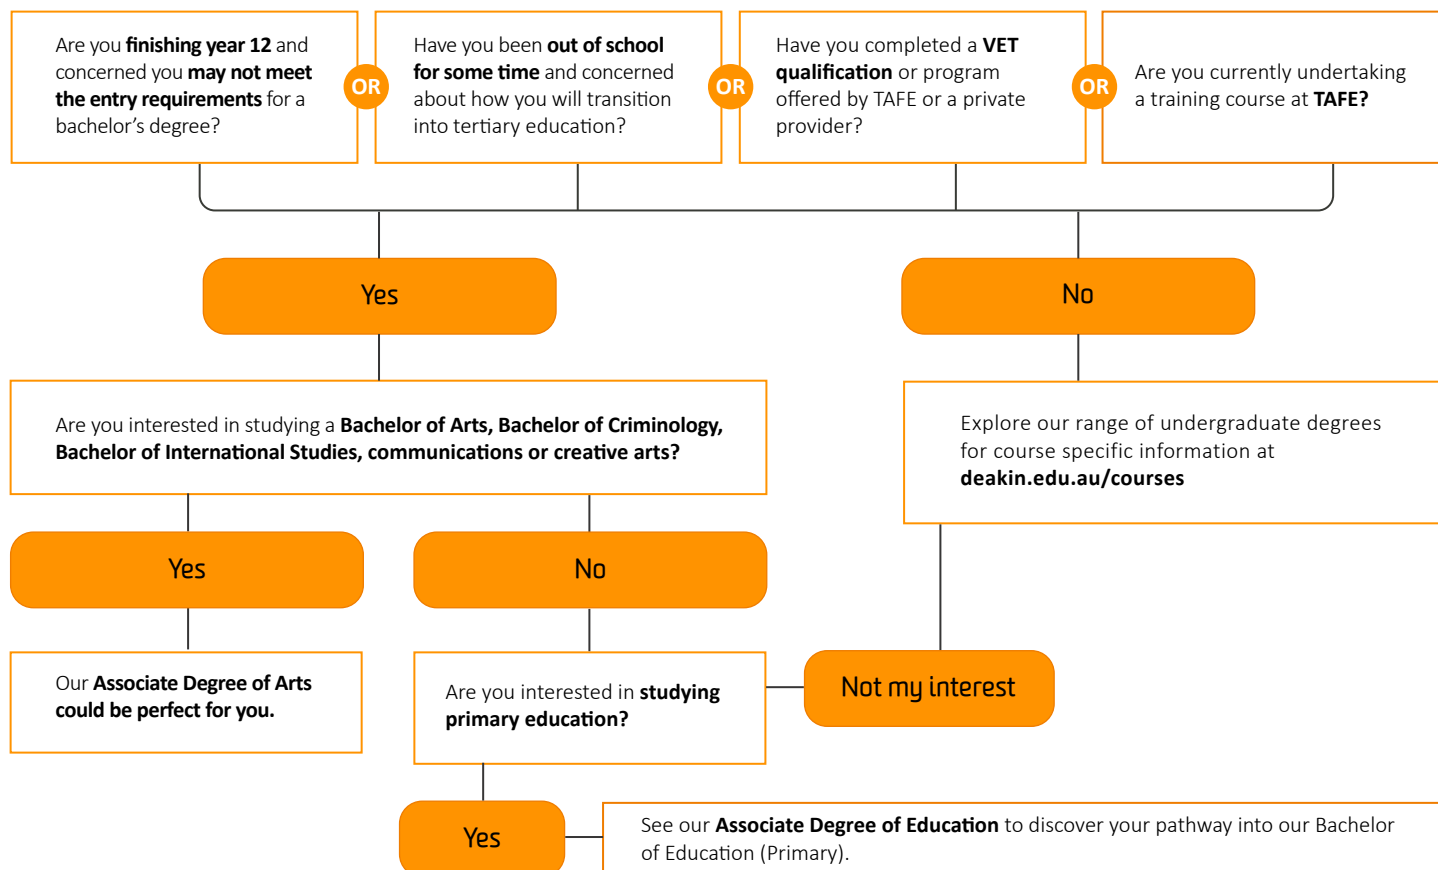 Are you finishing year 12 and
concerned you may not meet
the entry requirements for a
bachelor's degree?
OR
Have you been out of school
for some time and concerned
about how you will transition
into tertiary education?
OR
Have you completed a VET
qualification or program
offered by TAFE or a private
provider?
OR
Are you currently undertaking
a training course at TAFE?
Yes
No
Are you interested in studying a Bachelor of Arts, Bachelor of Criminology,
Bachelor of International Studies, communications or creative arts?
Explore our range of undergraduate degrees
for course specific information at
deakin.edu.au/courses
Yes
No
Our Associate Degree of Arts
could be perfect for you.
Are you interested in studying
primary education?
Not my interest
Yes
See our Associate Degree of Education to discover your pathway into our Bachelor
of Education (Primary).